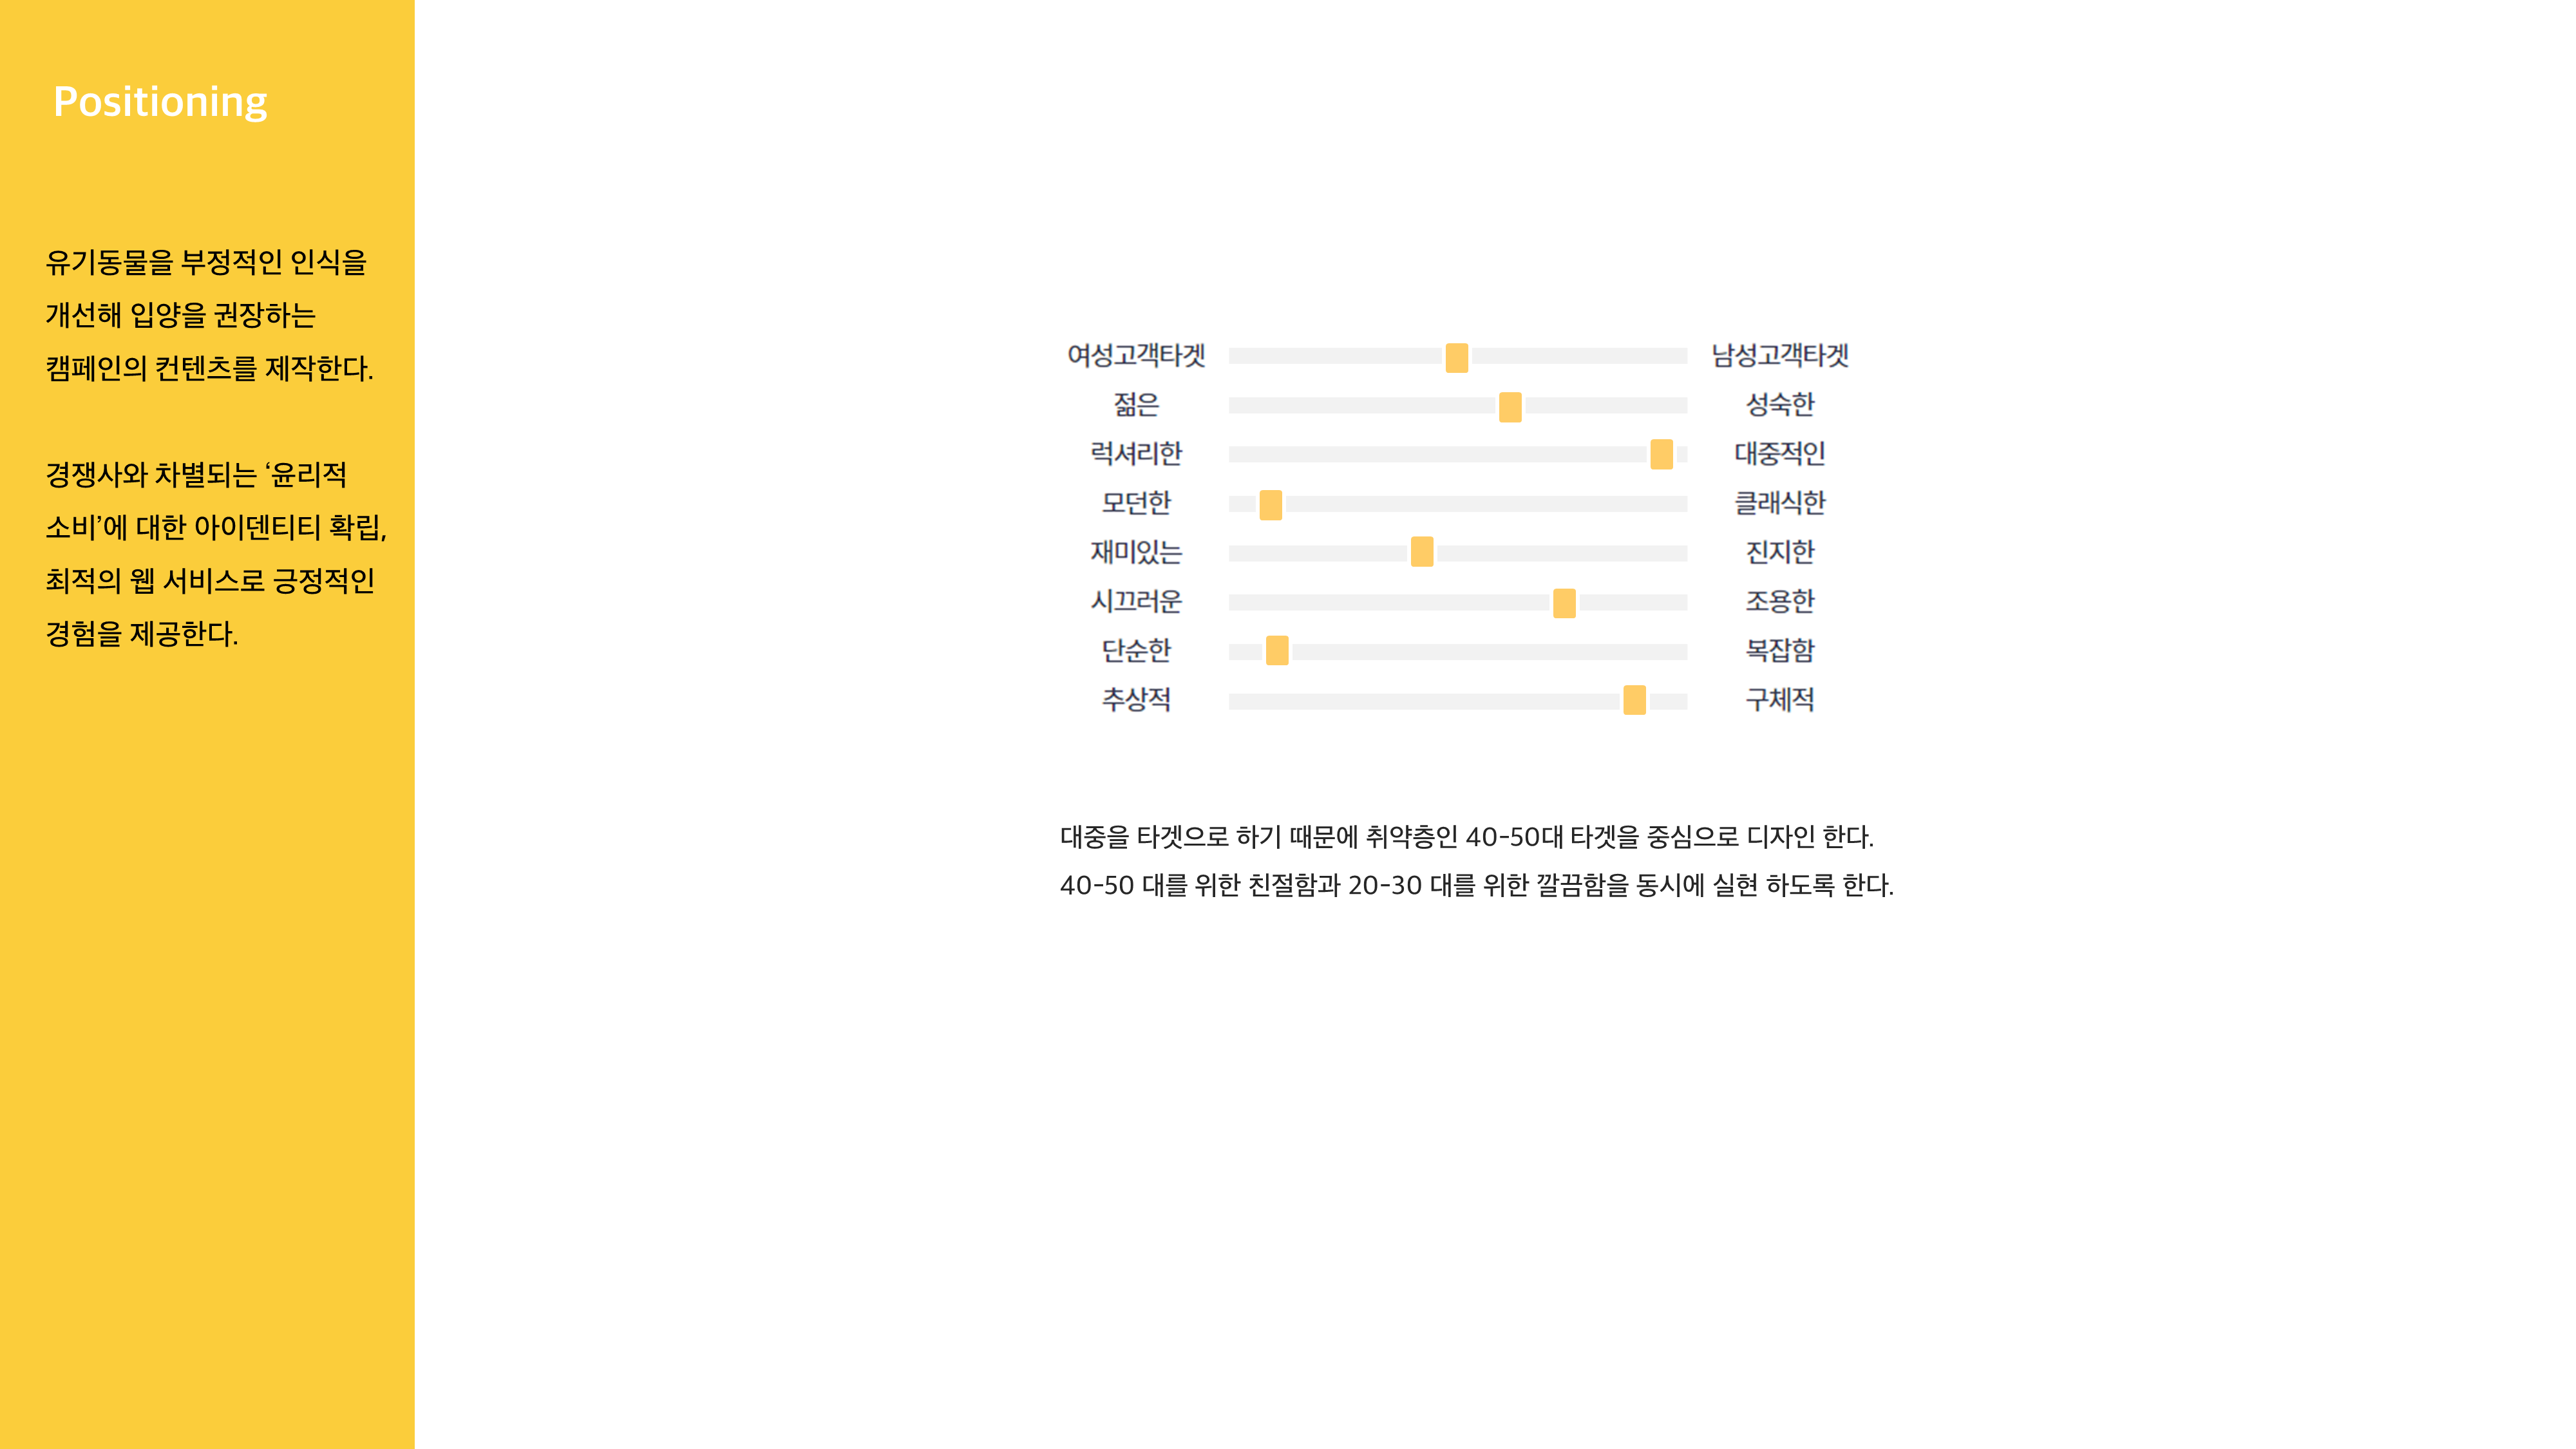 Positioning
유기동물을 부정적인 인식을
개선해 입양을 권장하는
캠페인의 컨텐츠를 제작한다.
경쟁사와 차별되는 ‘윤리적
소비’에 대한 아이덴티티 확립,
최적의 웹 서비스로 긍정적인
경험을 제공한다.
여성고객타겟 남성고객타겟
젊은 성숙한
럭셔리한 대중적인
모던한 클래식한
재미있는 진지한
시끄러운 조용한
단순한 복잡함
추상적 구체적
대중을 타겟으로 하기 때문에 취약층인 40-50대 타겟을 중심으로 디자인 한다.
40-50 대를 위한 친절함과 20-30 대를 위한 깔끔함을 동시에 실현 하도록 한다.